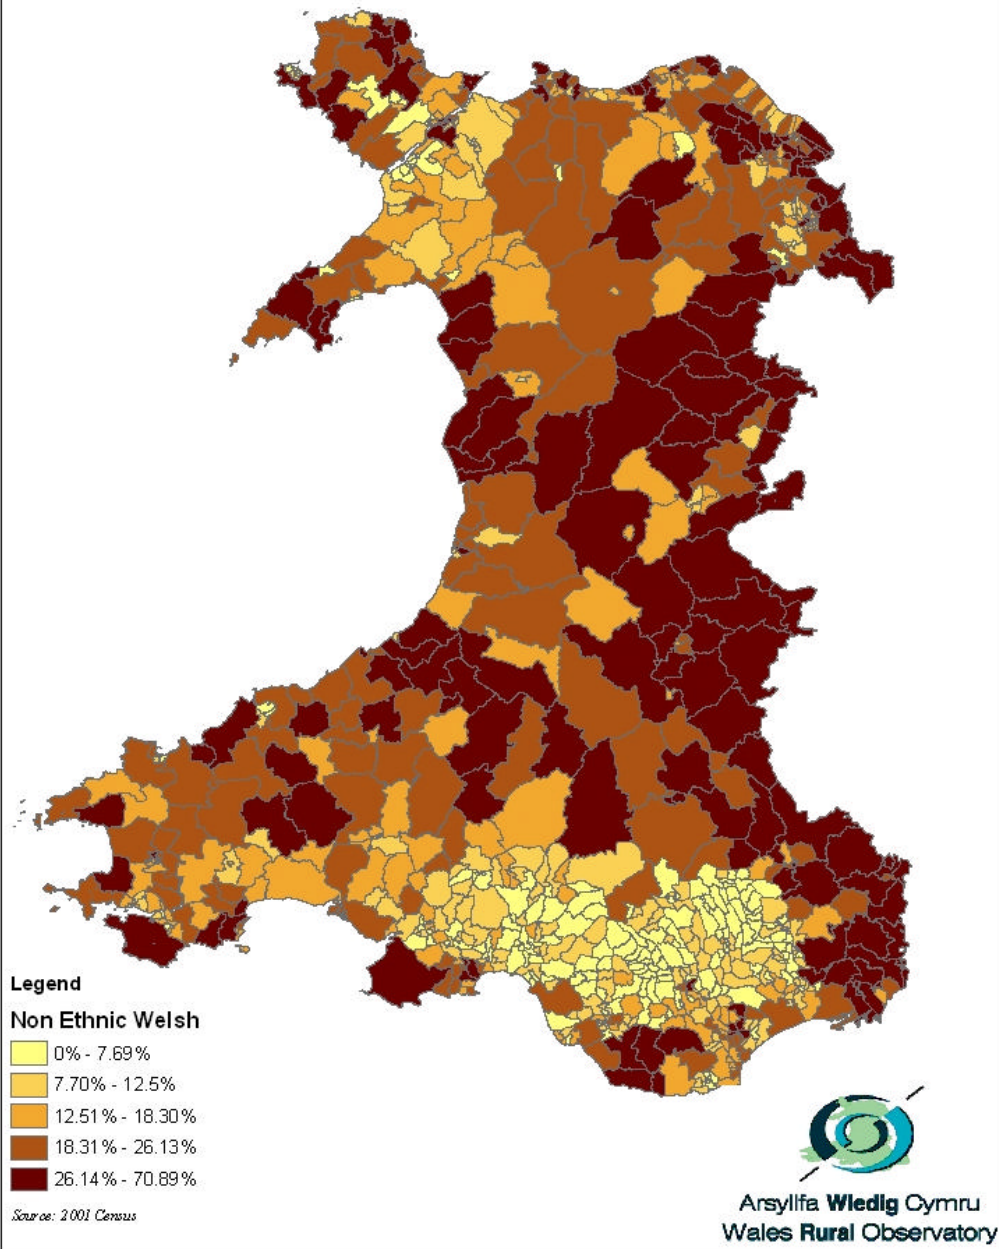 Legend
Non Ethnic Welsh
0% - 7.69%
7.70% - 12.5%
12.51% - 18.30%
18.31% - 26.13%
26.14% - 70.89%
Source: 2001 Census
Arsyllfa Wledig Cymru
Wales Rural Observatory